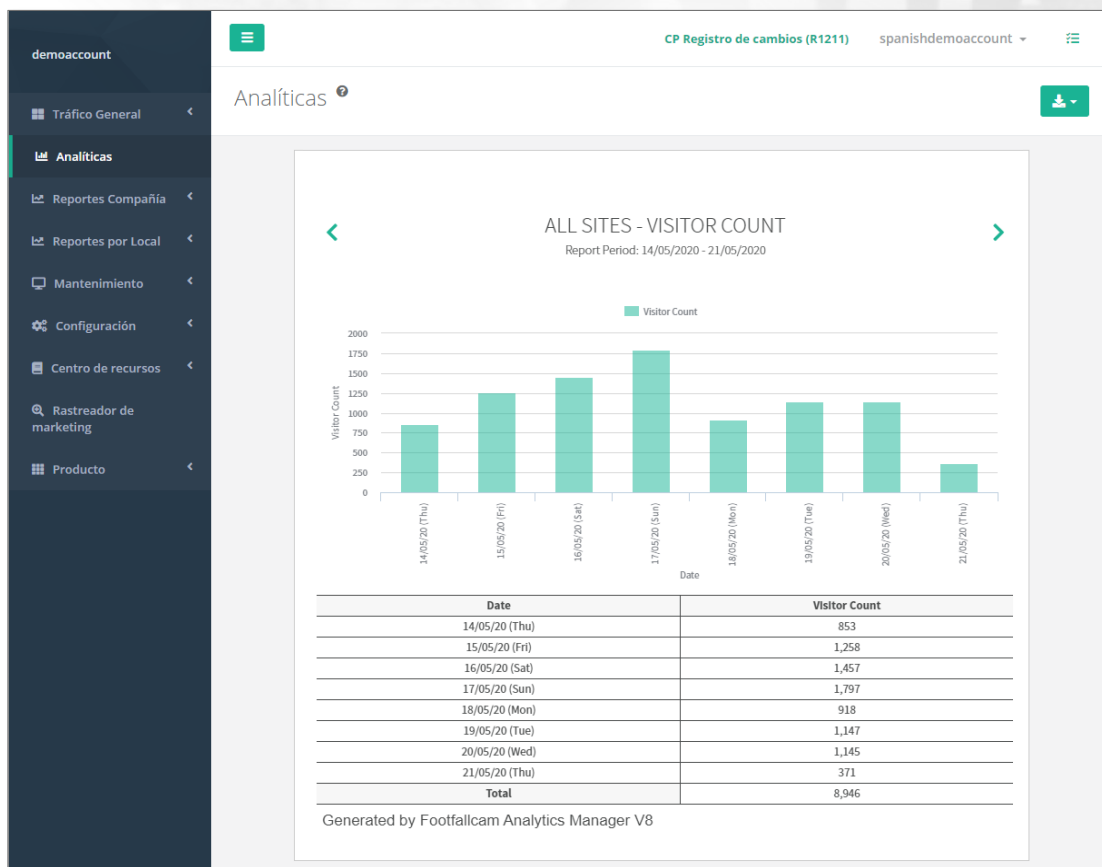 demoaccount
CP Registro de cambios (R1211)
spanishdemoaccount
Tráfico General
Analíticas
Reportes Compañía
Reportes por Local
Mantenimiento
Configuración
Centro de recursos
Rastreador de
marketing
Producto
Analíticas
ALL SITES - VISITOR COUNT
Report Period: 14/05/2020 - 21/05/2020
Visitor Count
Visitor Count
2000
1750
1500
1250
1000
750
500
250
0
14/05/20 (Thu)
15/05/20 (Fri)
16/05/20 (Sat)
17/05/20 (Sun)
18/05/20 (Mon)
19/05/20 (Tue)
20/05/20 (Wed)
21/05/20 (Thu)
Date
Date Visitor Count
14/05/20 (Thu) 853
15/05/20 (Fri) 1,258
16/05/20 (Sat) 1,457
17/05/20 (Sun) 1,797
18/05/20 (Mon) 918
19/05/20 (Tue) 1,147
20/05/20 (Wed) 1,145
21/05/20 (Thu) 371
Total 8,946
Generated by Footfallcam Analytics Manager V8